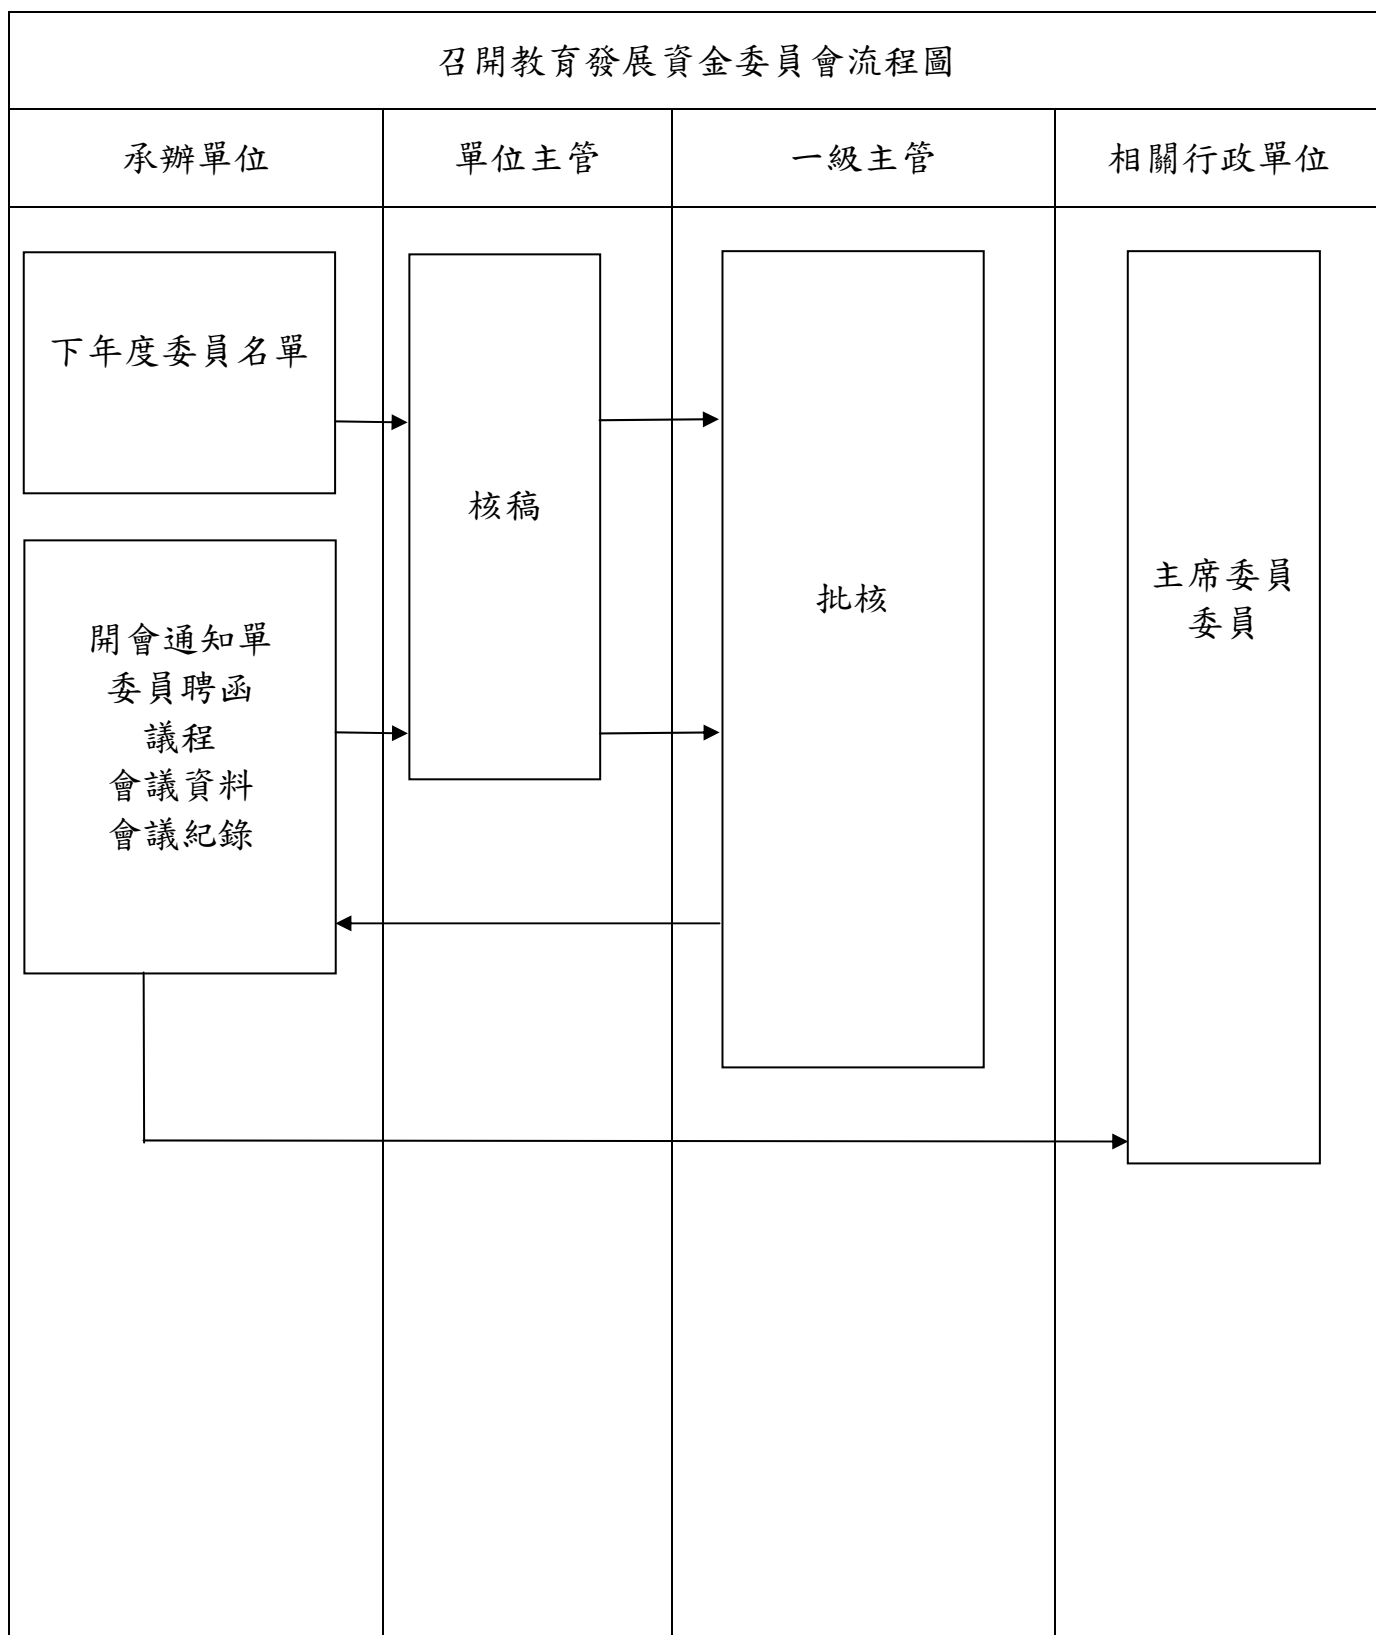 召開教育發展資金委員會流程圖
承辦單位
單位主管
一級主管
相關行政單位
下年度委員名單
核稿
批核
主席委員
委員
開會通知單
委員聘函
議程
會議資料
會議紀錄